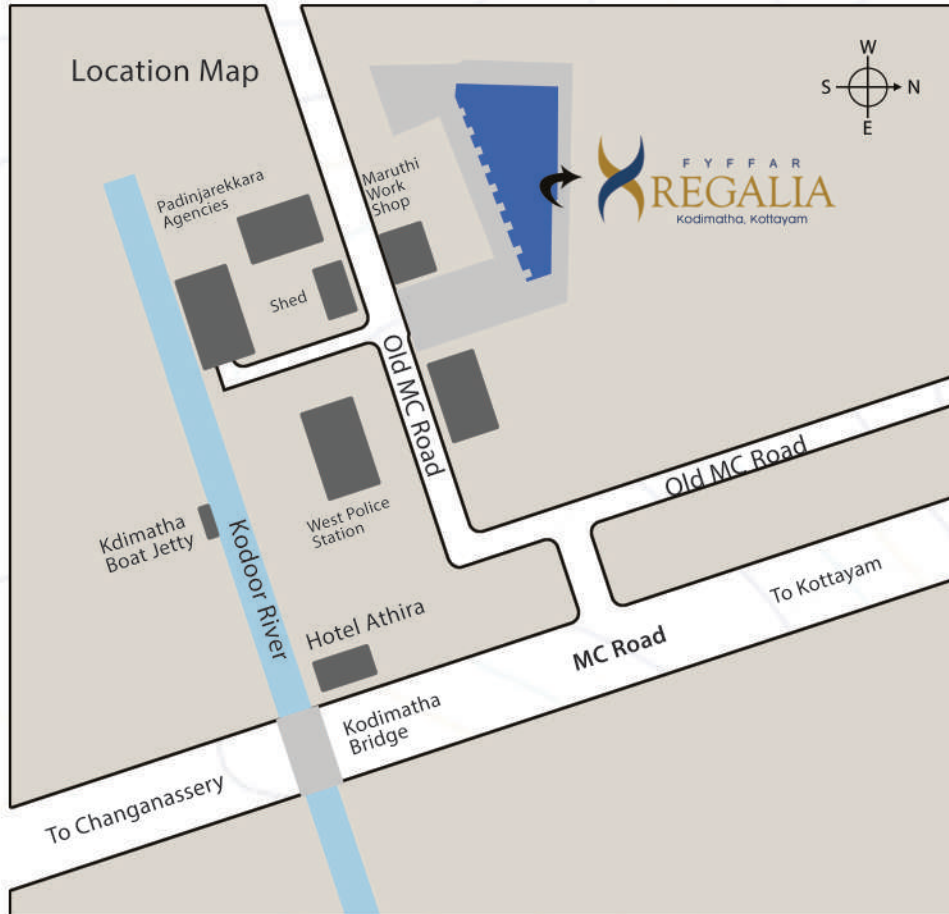 Location Map
W
S
N
E
FYFFAR
REGALIA
Kodimatha, Kottayam
Padinjarekkara
Agencies
Maruthi
Work
Shop
Shed
Old MC Road
Old MC Road
West Police
Station
Kdimatha
Boat Jetty
Kodoor River
Hotel Athira
To Kottayam
MC Road
Kodimatha
Bridge
To Changanassery